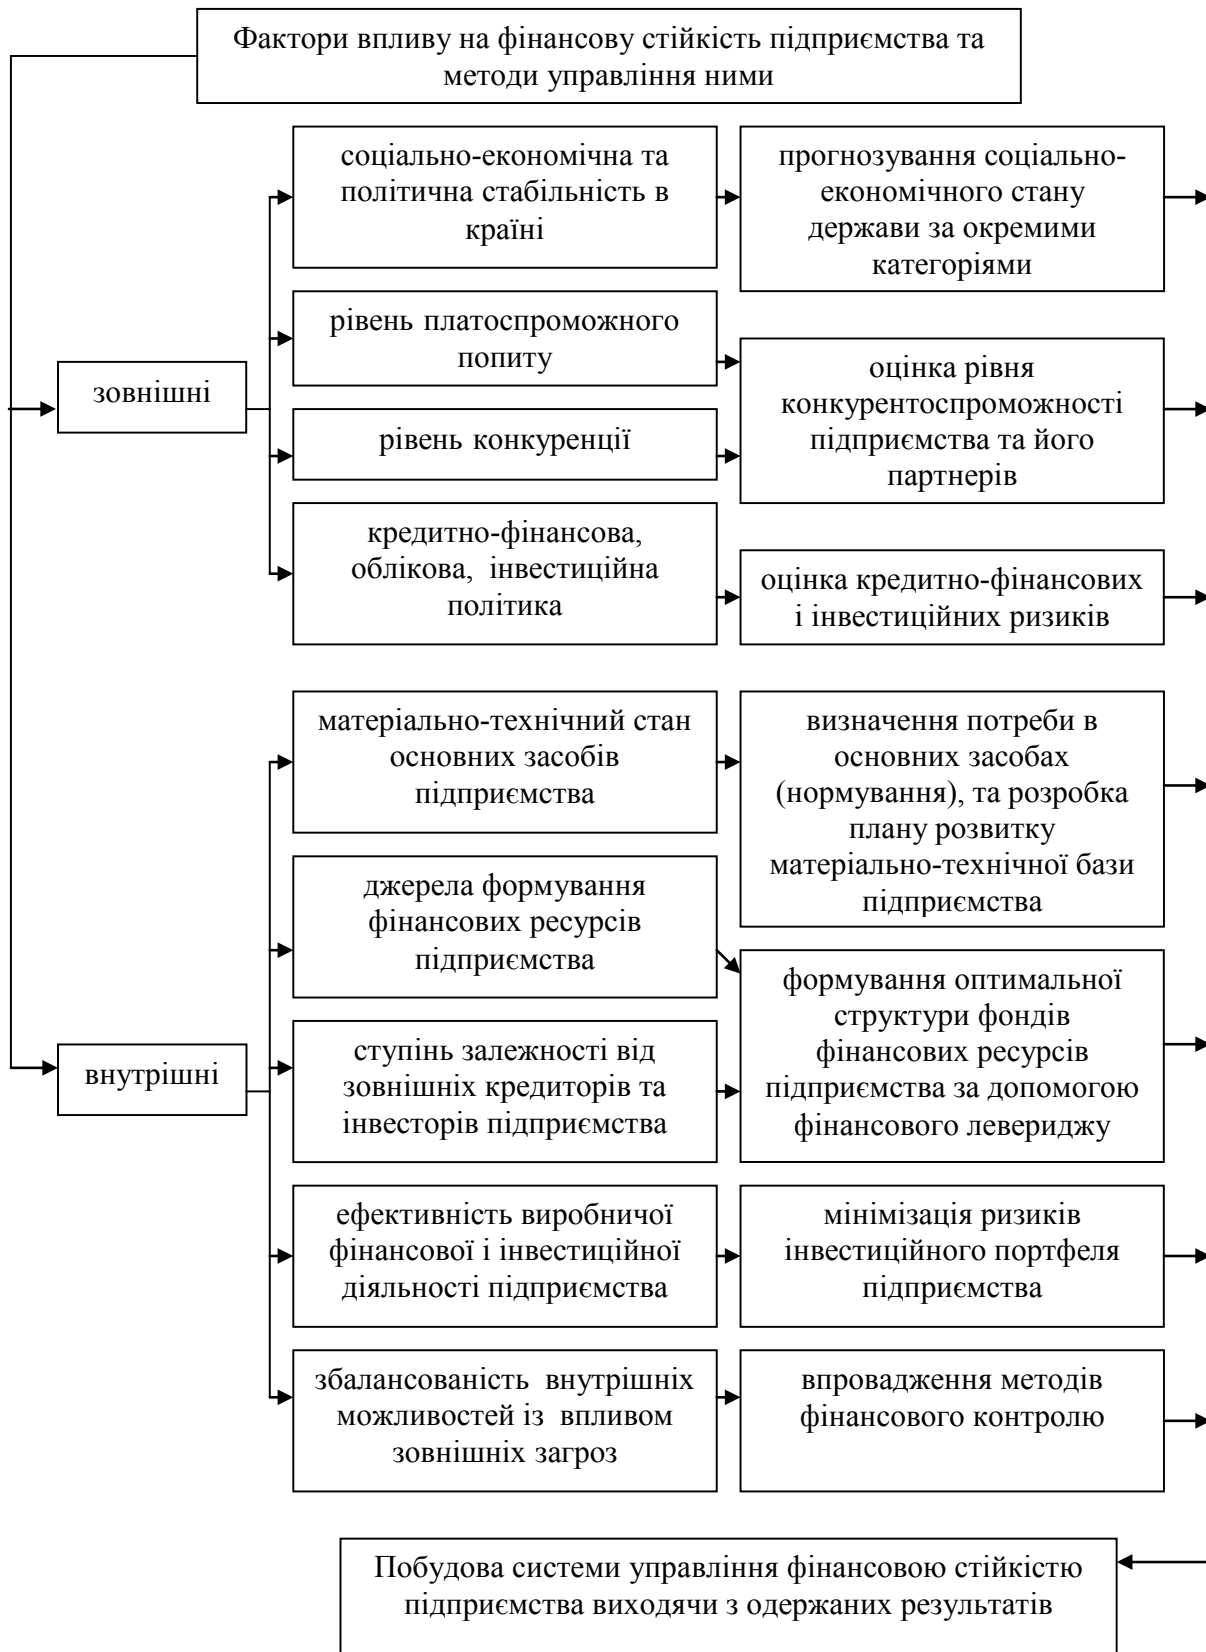 Фактори впливу на фінансову стійкість підприємства та
методи управління ними
соціально-економічна та
політична стабільність в
країні
прогнозування соціально-
економічного стану
держави за окремими
категоріями
рівень платоспроможного
попиту
зовнішні
оцінка рівня
конкурентоспроможності
підприємства та його
партнерів
рівень конкуренції
кредитно-фінансова,
облікова,  інвестиційна
політика
оцінка кредитно-фінансових
і інвестиційних ризиків
матеріально-технічний стан
основних засобів
підприємства
визначення потреби в
основних засобах
(нормування), та розробка
плану розвитку
матеріально-технічної бази
підприємства
джерела формування
фінансових ресурсів
підприємства
формування оптимальної
структури фондів
фінансових ресурсів
підприємства за допомогою
фінансового левериджу
внутрішні
ступінь залежності від
зовнішніх кредиторів та
інвесторів підприємства
ефективність виробничої
фінансової і інвестиційної
діяльності підприємства
мінімізація ризиків
інвестиційного портфеля
підприємства
збалансованість  внутрішніх
можливостей із  впливом
зовнішніх загроз
впровадження методів
фінансового контролю
Побудова системи управління фінансовою стійкістю
підприємства виходячи з одержаних результатів